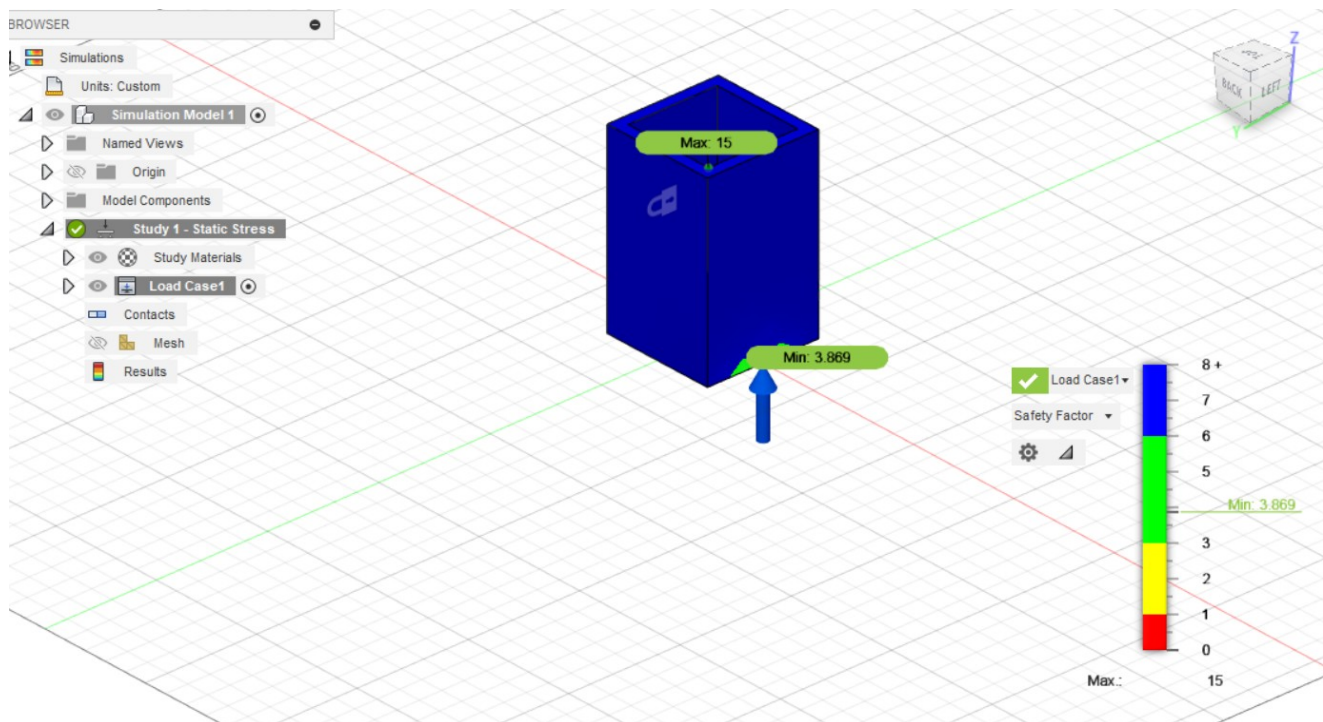 BROWSER
Simulations
Units: Custom
Simulation Model 1
Named Views
Origin
Model Components
Study 1 - Static Stress
Study Materials
Load Case1
Contacts
Mesh
Results
Max: 15
Min: 3.869
Z
BACK
LEFT
Y
Load Case1
Safety Factor
8 +
7
6
5
Min: 3.869
3
2
1
0
Max.: 15